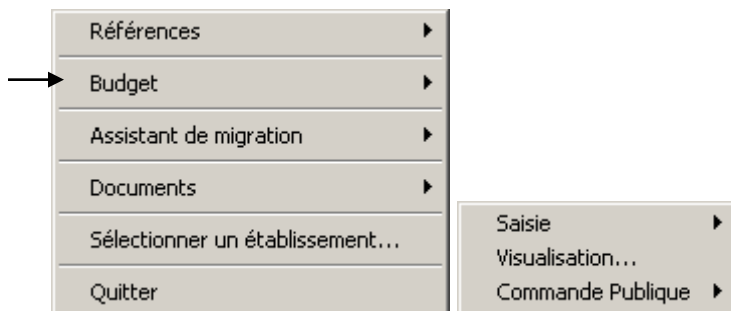 Références
Budget
Assistant de migration
Documents
Sélectionner un établissement...
Quitter
Saisie
Visualisation...
Commande Publique